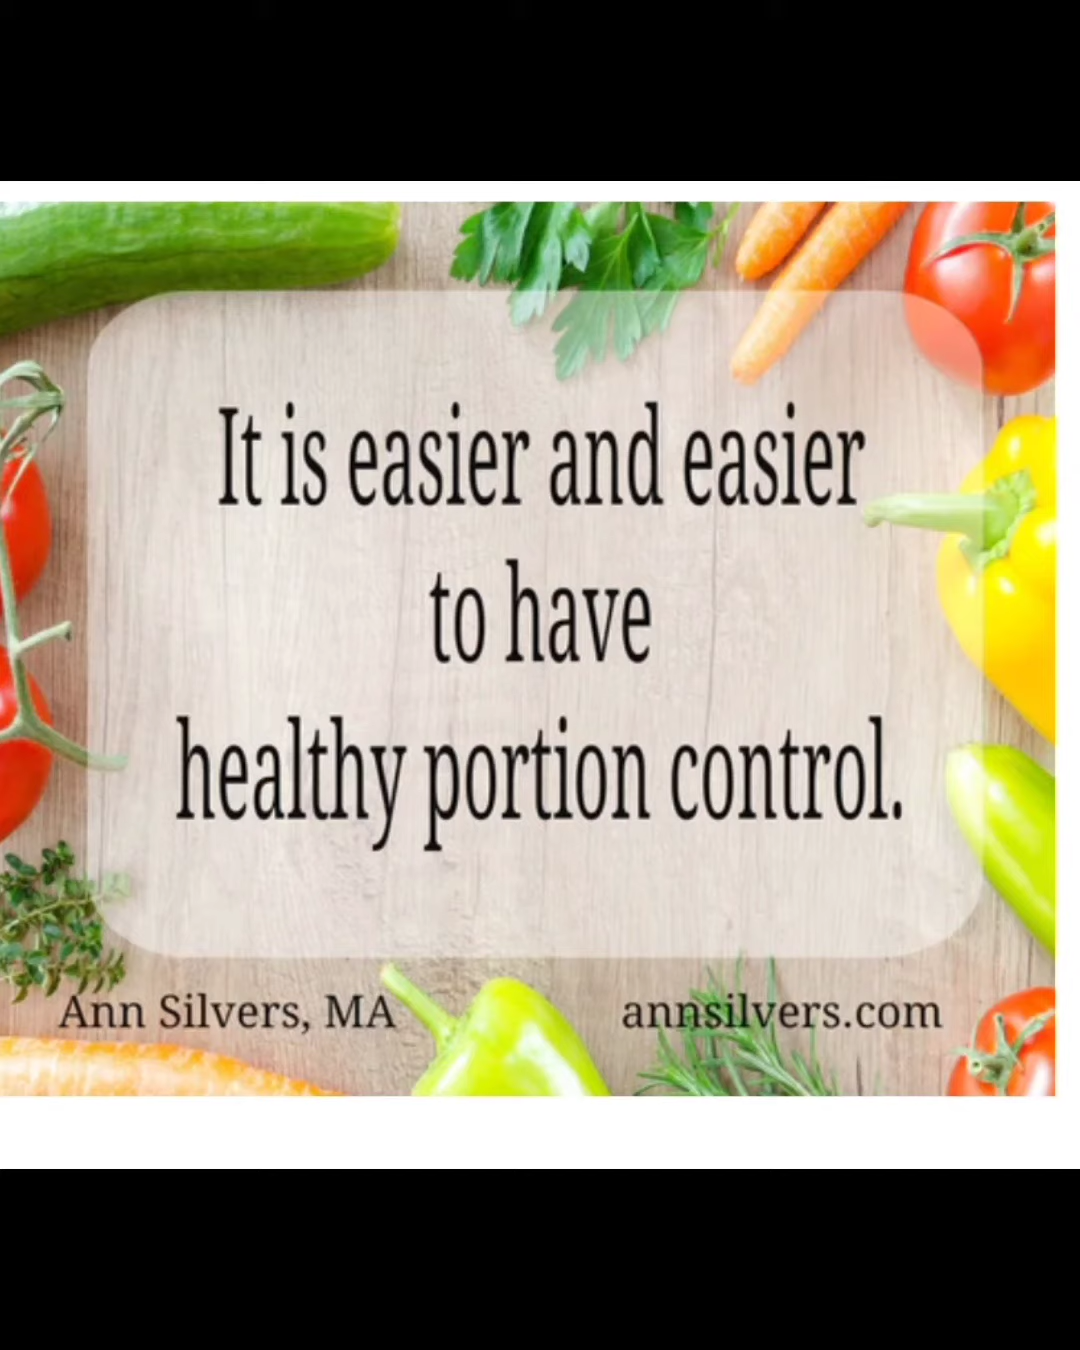 It is easier and easier
to have
healthy portion control.
Ann Silvers, MA
annsilvers.com